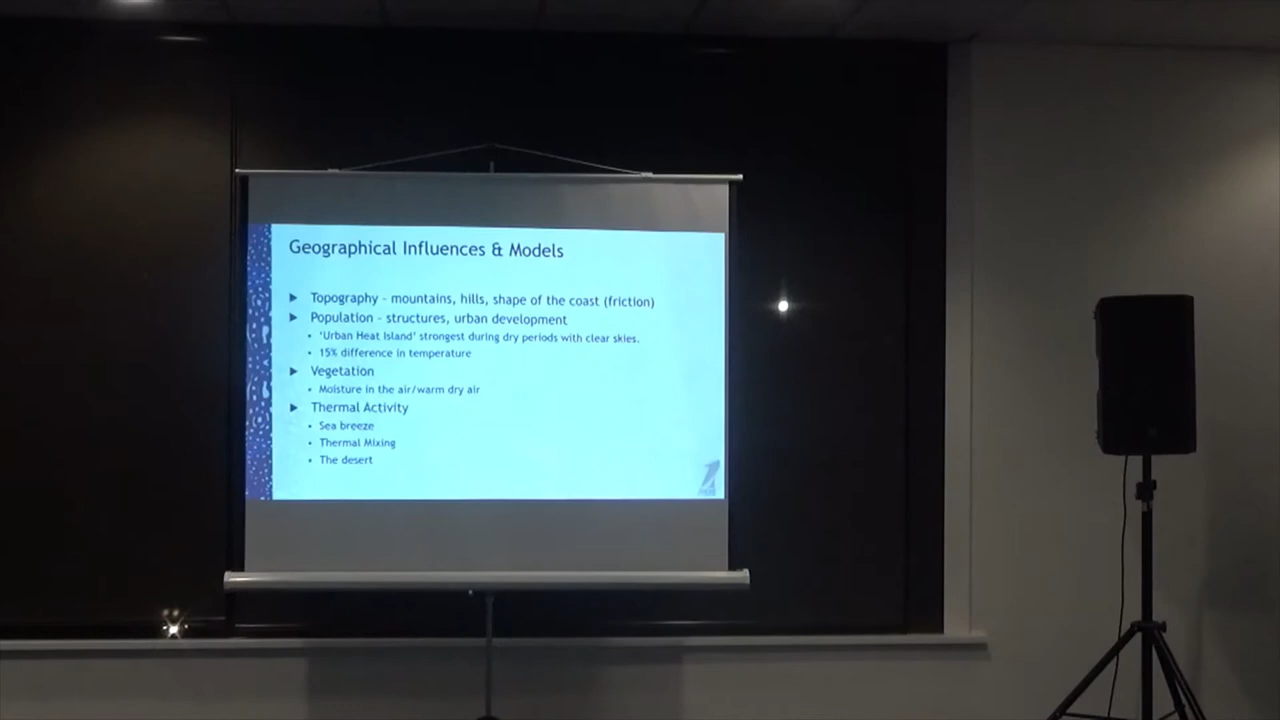 Geographical Influences & Models
Topography - mountains, hills, shape of the coast (friction)
Population - structures, urban development
'Urban Heat Island' strongest during dry periods with clear skies.
15% difference in temperature
Vegetation
Moisture in the air/warm dry air
Thermal Activity
Sea breeze
Thermal Mixing
The desert